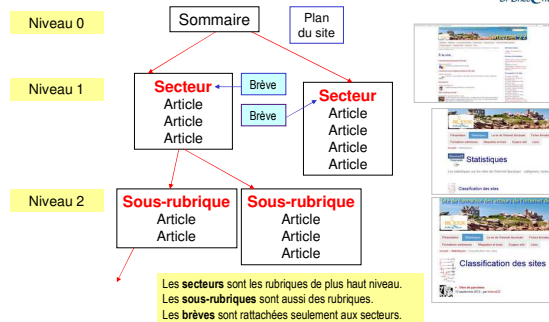 Niveau 0
Sommaire
Plan
du site
Niveau 1
Secteur
Article
Article
Article
Brève
Brève
Secteur
Article
Article
Article
Article
Niveau 2
Sous-rubrique
Article
Article
Sous-rubrique
Article
Article
Article
Les secteurs sont les rubriques de plus haut niveau.
Les sous-rubriques sont aussi des rubriques.
Les brèves sont rattachées seulement aux secteurs.
Statistiques
Classification des sites
Classification des sites